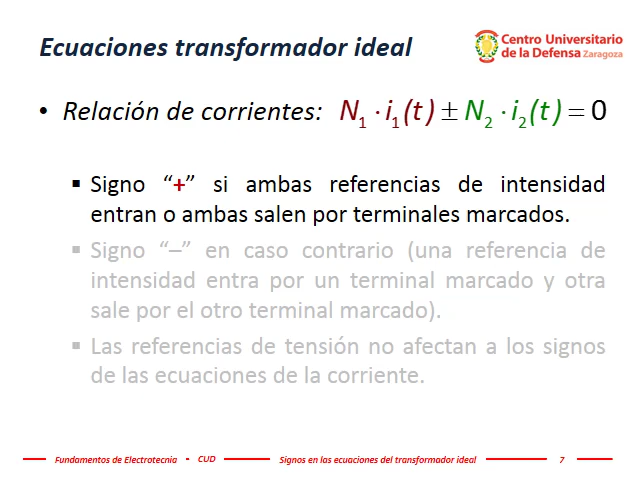 Ecuaciones transformador ideal
Centro Universitario
de la Defensa Zaragoza
• Relación de corrientes: N₁ · i₁(t) ± N₂ · i₂(t) = 0
▪ Signo “+” si ambas referencias de intensidad
entran o ambas salen por terminales marcados.
▪ Signo “–” en caso contrario (una referencia de
intensidad entra por un terminal marcado y otra
sale por el otro terminal marcado).
▪ Las referencias de tensión no afectan a los signos
de las ecuaciones de la corriente.
Fundamentos de Electrotecnia - CUD Signos en las ecuaciones del transformador ideal 7